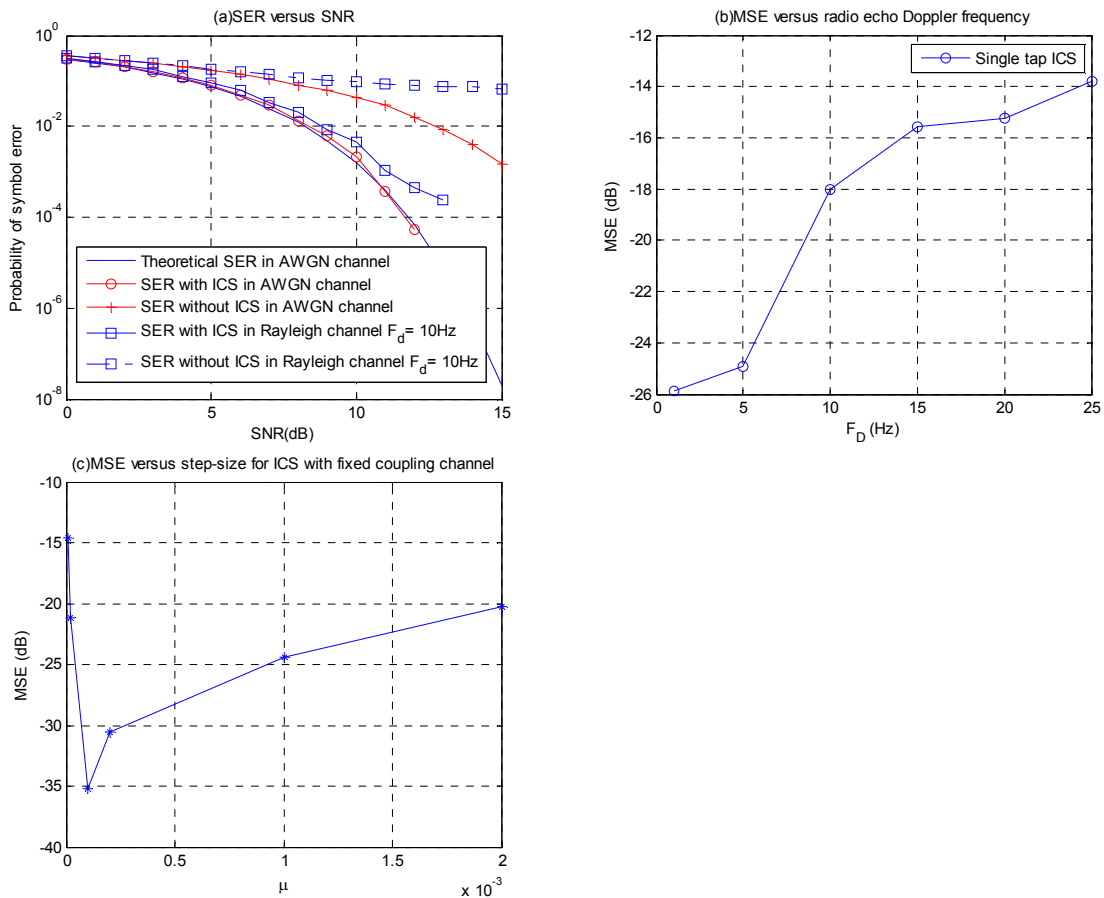 (a)SER versus SNR
10^0
10^-2
10^-4
10^-6
10^-8
Probability of symbol error
Theoretical SER in AWGN channel
SER with ICS in AWGN channel
SER without ICS in AWGN channel
SER with ICS in Rayleigh channel F_d= 10Hz
SER without ICS in Rayleigh channel F_d= 10Hz
0 5 10 15
SNR(dB)
(b)MSE versus radio echo Doppler frequency
-12
-14
-16
-18
-20
-22
-24
-26
MSE (dB)
Single tap ICS
0 5 10 15 20 25
F_D (Hz)
(c)MSE versus step-size for ICS with fixed coupling channel
-10
-15
-20
-25
-30
-35
-40
MSE (dB)
0 0.5 1 1.5 2
μ
x 10^-3